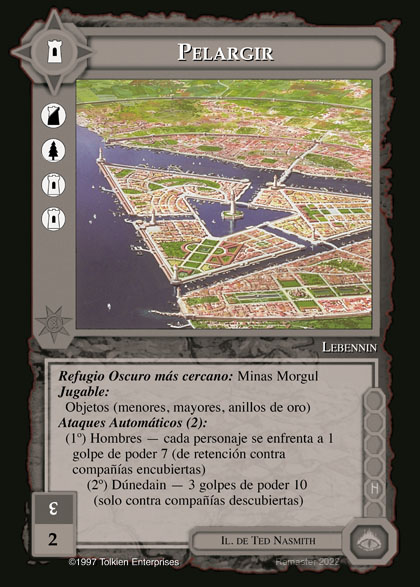 Pelargir
Lebennin
Refugio Oscuro más cercano: Minas Morgul
Jugable:
Objetos (menores, mayores, anillos de oro)
Ataques Automáticos (2):
(1º) Hombres — cada personaje se enfrenta a 1
golpe de poder 7 (de retención contra
compañías encubiertas)
(2º) Dúnedain — 3 golpes de poder 10
(solo contra compañías descubiertas)
H
ε
2
Il. de Ted Nasmith
©1997 Tolkien Enterprises
Remaster 2022